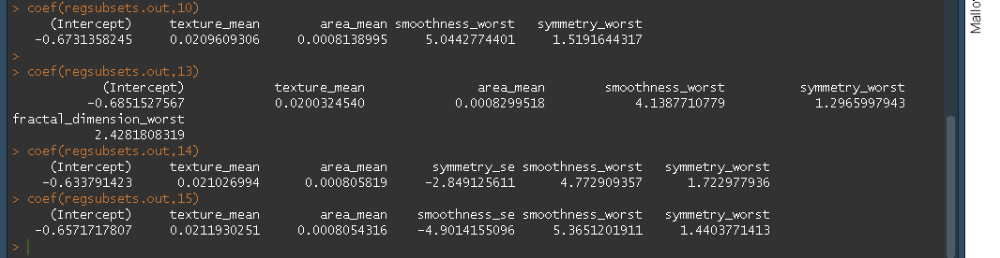 > coef(regsubsets.out,10)
(Intercept) texture_mean area_mean smoothness_worst symmetry_worst
-0.6731358245 0.0209609306 0.0008138995 5.0442774401 1.5191644317
>
> coef(regsubsets.out,13)
(Intercept) texture_mean area_mean smoothness_worst symmetry_worst
-0.6851527567 0.0200324540 0.0008299518 4.1387710779 1.2965997943
fractal_dimension_worst
2.4281808319
> coef(regsubsets.out,14)
(Intercept) texture_mean area_mean symmetry_se smoothness_worst symmetry_worst
-0.633791423 0.021026994 0.000805819 -2.849125611 4.772909357 1.722977936
> coef(regsubsets.out,15)
(Intercept) texture_mean area_mean smoothness_se smoothness_worst symmetry_worst
-0.6571717807 0.0211930251 0.0008054316 -4.9014155096 5.3651201911 1.4403771413
>
Mallo